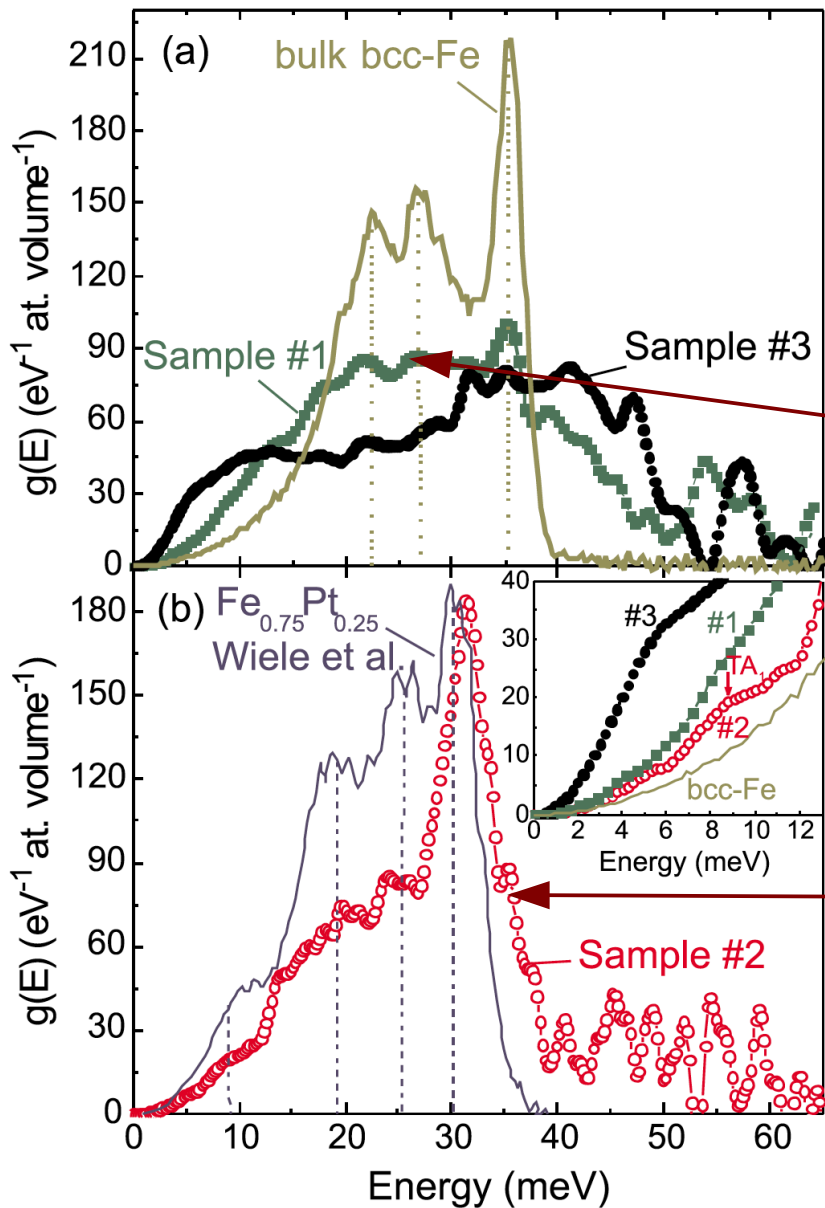 (a)
bulk bcc-Fe
210
180
150
120
90
60
30
0
g(E) (eV⁻¹ at. volume⁻¹)
Sample #1
Sample #3
(b)
Fe₀.₇₅Pt₀.₂₅
Wiele et al.
180
150
120
90
60
30
0
g(E) (eV⁻¹ at. volume⁻¹)
Sample #2
40
30
20
10
0
#3
#1
TA₁
#2
bcc-Fe
0 2 4 6 8 10 12
Energy (meV)
0 10 20 30 40 50 60
Energy (meV)